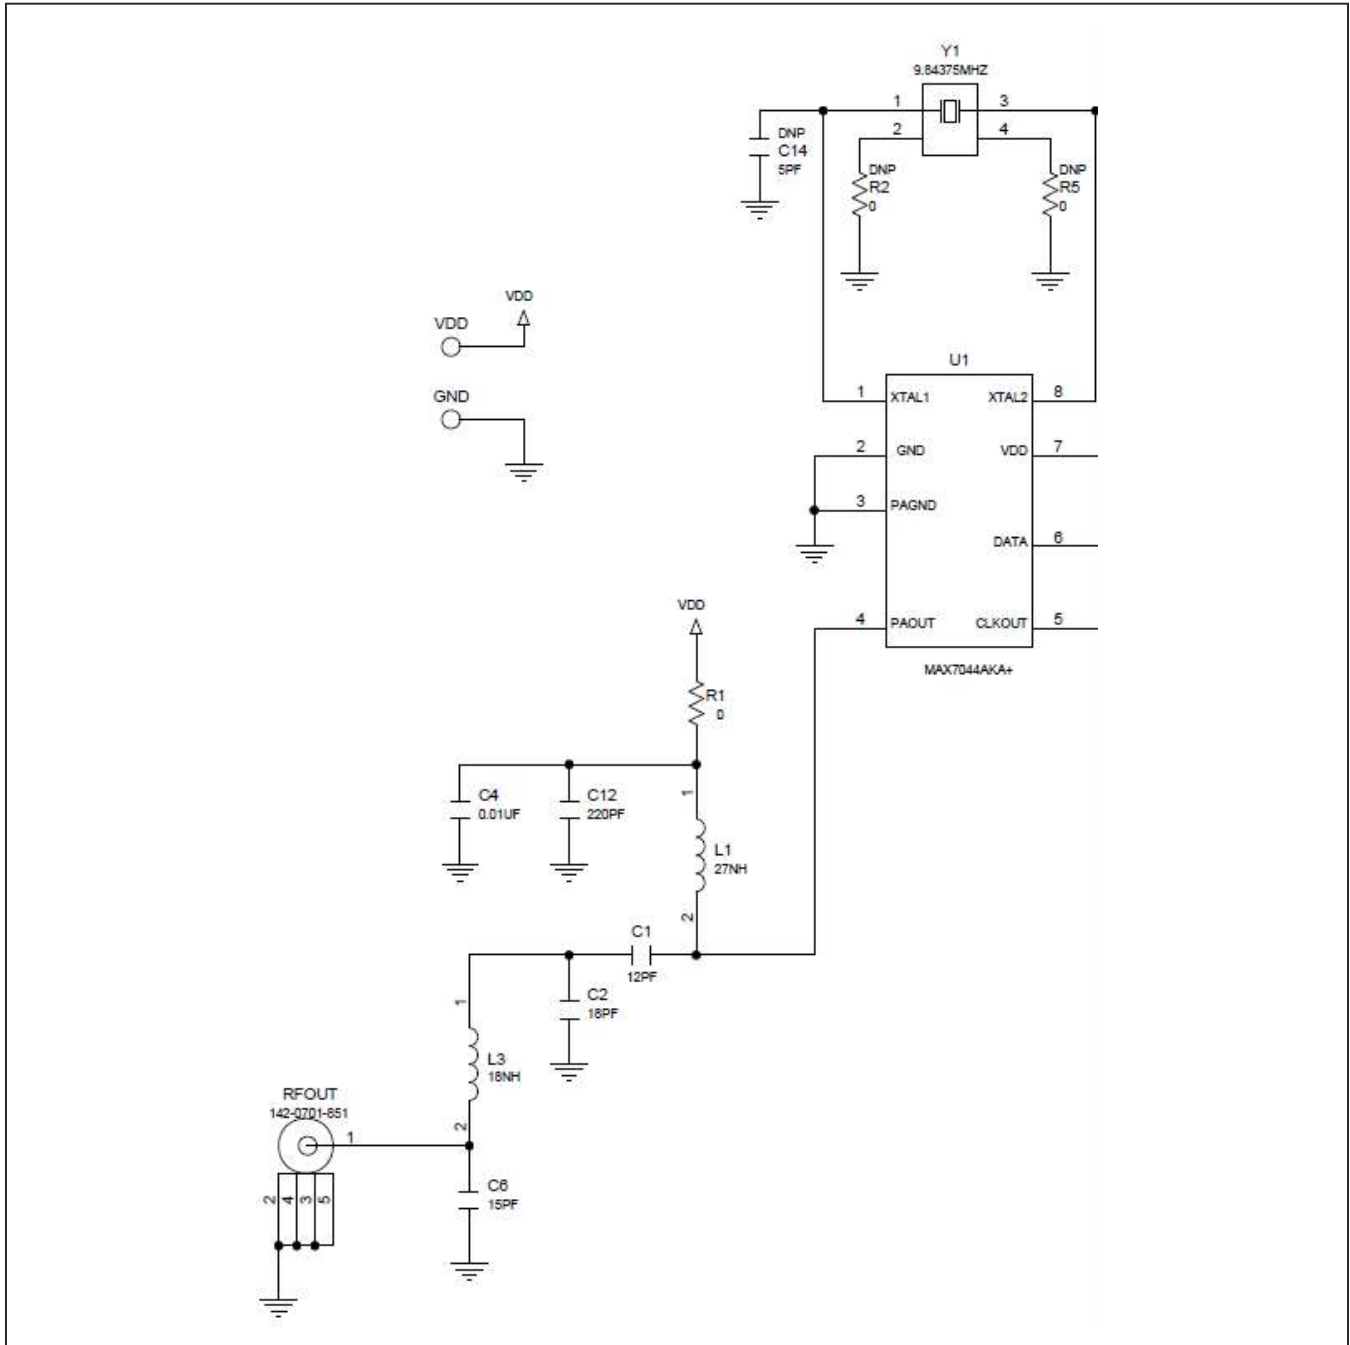 Y1
9.84375MHZ
1
3
2
4
DNP
C14
5PF
DNP
R2
0
DNP
R5
0
VDD
VDD
GND
U1
1
XTAL1
XTAL2
8
2
GND
VDD
7
3
PAGND
DATA
6
4
PAOUT
CLKOUT
5
MAX7044AKA+
VDD
R1
0
C4
0.01UF
C12
220PF
1
L1
27NH
2
C1
12PF
C2
18PF
1
L3
18NH
2
RFOUT
142-0701-851
1
2
4
3
5
C6
15PF